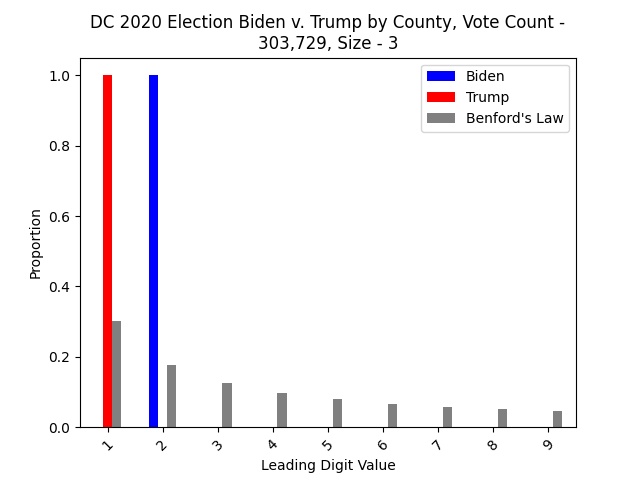 DC 2020 Election Biden v. Trump by County, Vote Count -
303,729, Size - 3
Biden
Trump
Benford's Law
Proportion
1.0
0.8
0.6
0.4
0.2
0.0
1 2 3 4 5 6 7 8 9
Leading Digit Value